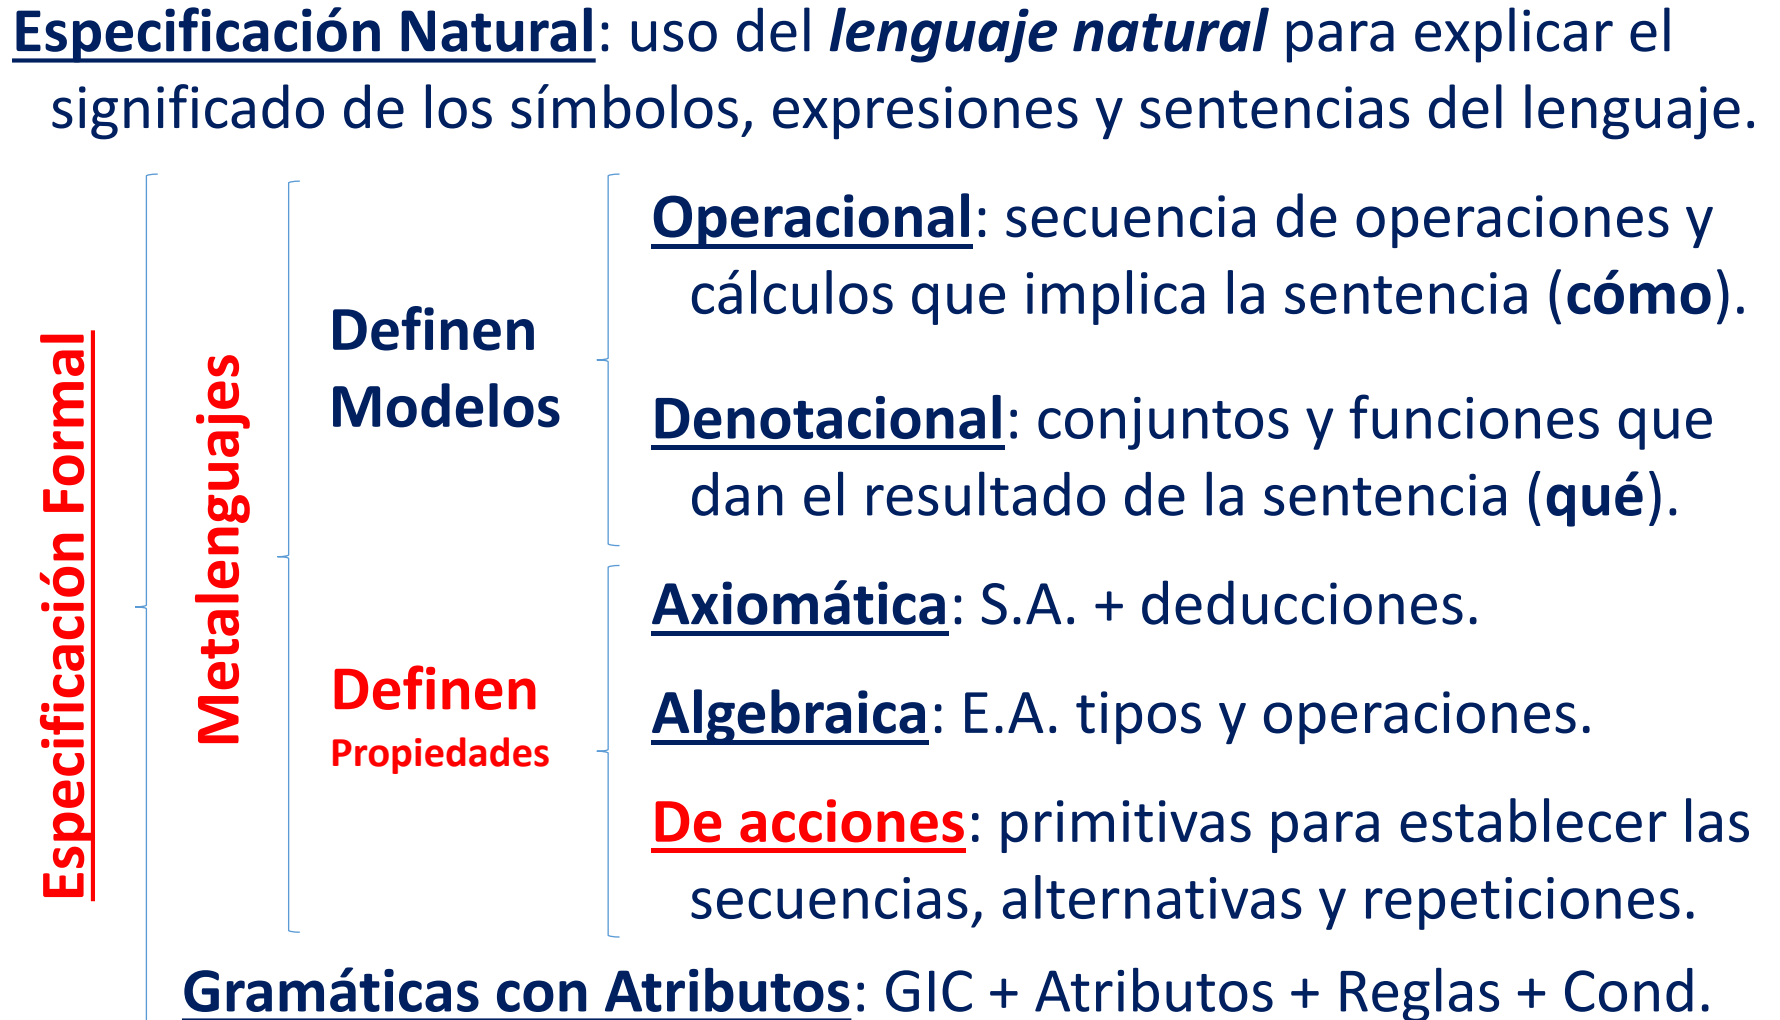 Especificación Natural: uso del lenguaje natural para explicar el
significado de los símbolos, expresiones y sentencias del lenguaje.
Especificación Formal
Metalenguajes
Definen
Modelos
Operacional: secuencia de operaciones y
cálculos que implica la sentencia (cómo).
Denotacional: conjuntos y funciones que
dan el resultado de la sentencia (qué).
Definen
Propiedades
Axiomática: S.A. + deducciones.
Algebraica: E.A. tipos y operaciones.
De acciones: primitivas para establecer las
secuencias, alternativas y repeticiones.
Gramáticas con Atributos: GIC + Atributos + Reglas + Cond.